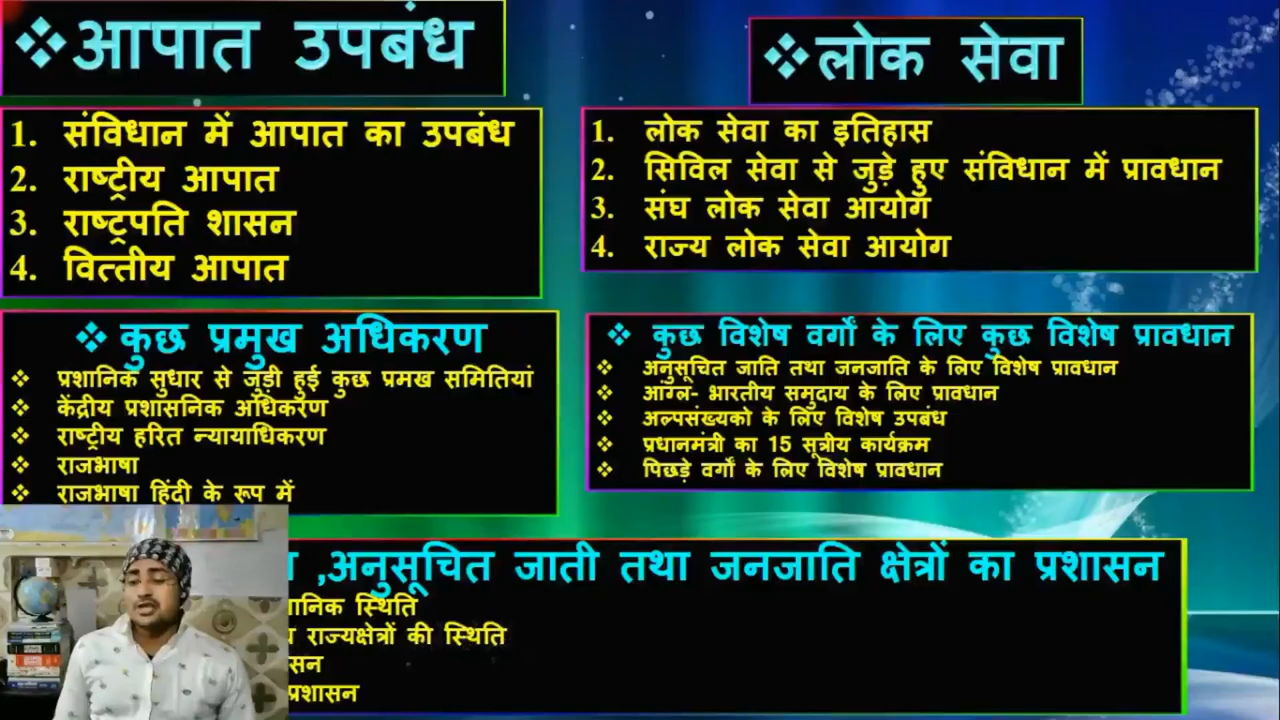 ❖आपात उपबंध
1. संविधान में आपात का उपबंध
2. राष्ट्रीय आपात
3. राष्ट्रपति शासन
4. वित्तीय आपात
❖लोक सेवा
1. लोक सेवा का इतिहास
2. सिविल सेवा से जुड़े हुए संविधान में प्रावधान
3. संघ लोक सेवा आयोग
4. राज्य लोक सेवा आयोग
❖ कुछ प्रमुख अधिकरण
❖ प्रशानिक सुधार से जूड़ी हुई कुछ प्रमख समितियां
❖ केंद्रीय प्रशासनिक अधिकरण
❖ राष्ट्रीय हरित न्यायाधिकरण
❖ राजभाषा
❖ राजभाषा हिंदी के रूप में
❖ कुछ विशेष वर्गों के लिए कुछ विशेष प्रावधान
❖ अनुसूचित जाति तथा जनजाति के लिए विशेष प्रावधान
❖ आंग्ल- भारतीय समुदाय के लिए प्रावधान
❖ अल्पसंख्यको के लिए विशेष उपबंध
❖ प्रधानमंत्री का 15 सूत्रीय कार्यक्रम
❖ पिछड़े वर्गों के लिए विशेष प्रावधान
,अनुसूचित जाती तथा जनजाति क्षेत्रों का प्रशासन
ानिक स्थिति
राज्यक्षेत्रों की स्थिति
सन
प्रशासन